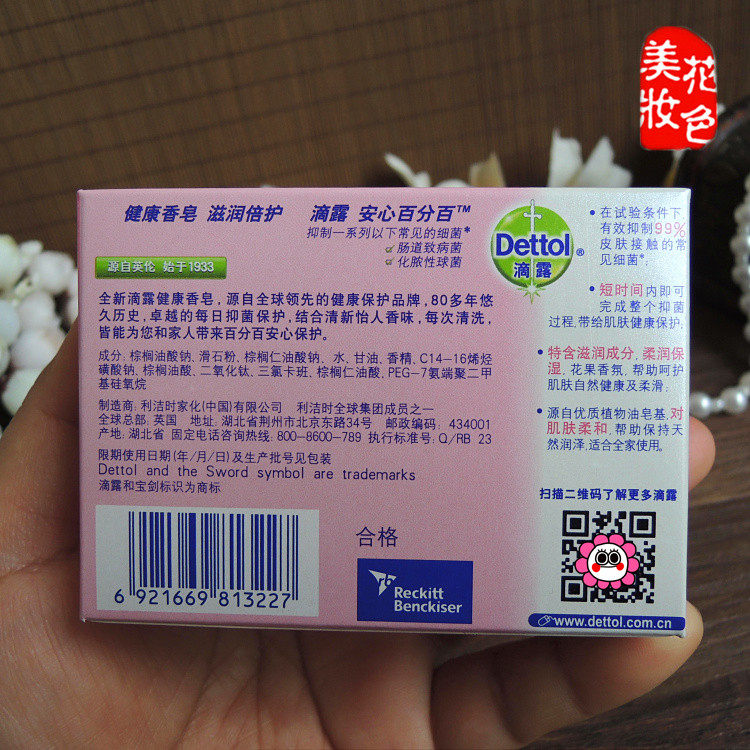 美妆
花色
健康香皂 滋润倍护
滴露 安心百分百™
抑制一系列以下常见的细菌*
肠道致病菌
化脓性球菌
源自英伦 始于1933
Dettol
滴露
®
全新滴露健康香皂，源自全球领先的健康保护品牌，80多年悠
久历史，卓越的每日抑菌保护，结合清新怡人香味，每次清洗，
皆能为您和家人带来百分百安心保护。
成分：棕榈油酸钠、滑石粉、棕榈仁油酸钠、水、甘油、香精、C14-16烯烃
磺酸钠、棕榈油酸、二氧化钛、三氯卡班、棕榈仁油酸、PEG-7氨端聚二甲
基硅氧烷
制造商：利洁时家化(中国)有限公司 利洁时全球集团成员之一
全球总部：英国 地址：湖北省荆州市北京东路34号 邮政编码：434001
产地：湖北省 固定电话咨询热线：800-8600-789 执行标准号：Q/RB 23
限期使用日期(年/月/日)及生产批号见包装
Dettol and the Sword symbol are trademarks
滴露和宝剑标识为商标
6 921669 813227
合格
rb
Reckitt
Benckiser
• 在试验条件下，
有效抑制99%
皮肤接触的常
见细菌*.
• 短时间内即可
完成整个抑菌
过程，带给肌肤健康保护.
• 特含滋润成分，柔润保
湿，花果香氛，帮助呵护
肌肤自然健康及柔滑.
• 源自优质植物油皂基，对
肌肤柔和，帮助保持天
然润泽，适合全家使用.
扫描二维码了解更多滴露
www.dettol.com.cn